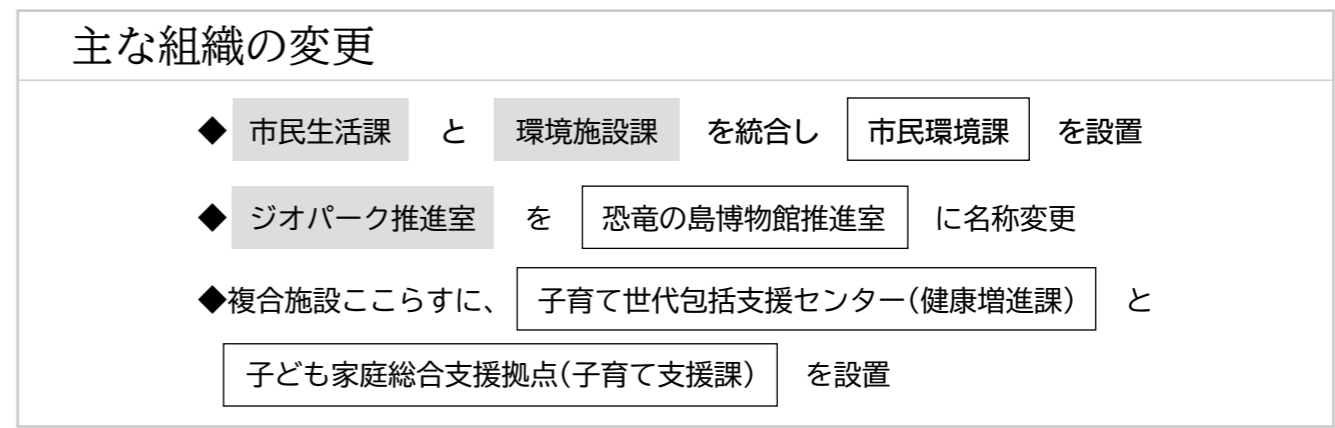 主な組織の変更
◆ 市民生活課 と 環境施設課 を統合し 市民環境課 を設置
◆ ジオパーク推進室 を 恐竜の島博物館推進室 に名称変更
◆複合施設ここらすに、 子育て世代包括支援センター(健康増進課) と
子ども家庭総合支援拠点(子育て支援課) を設置